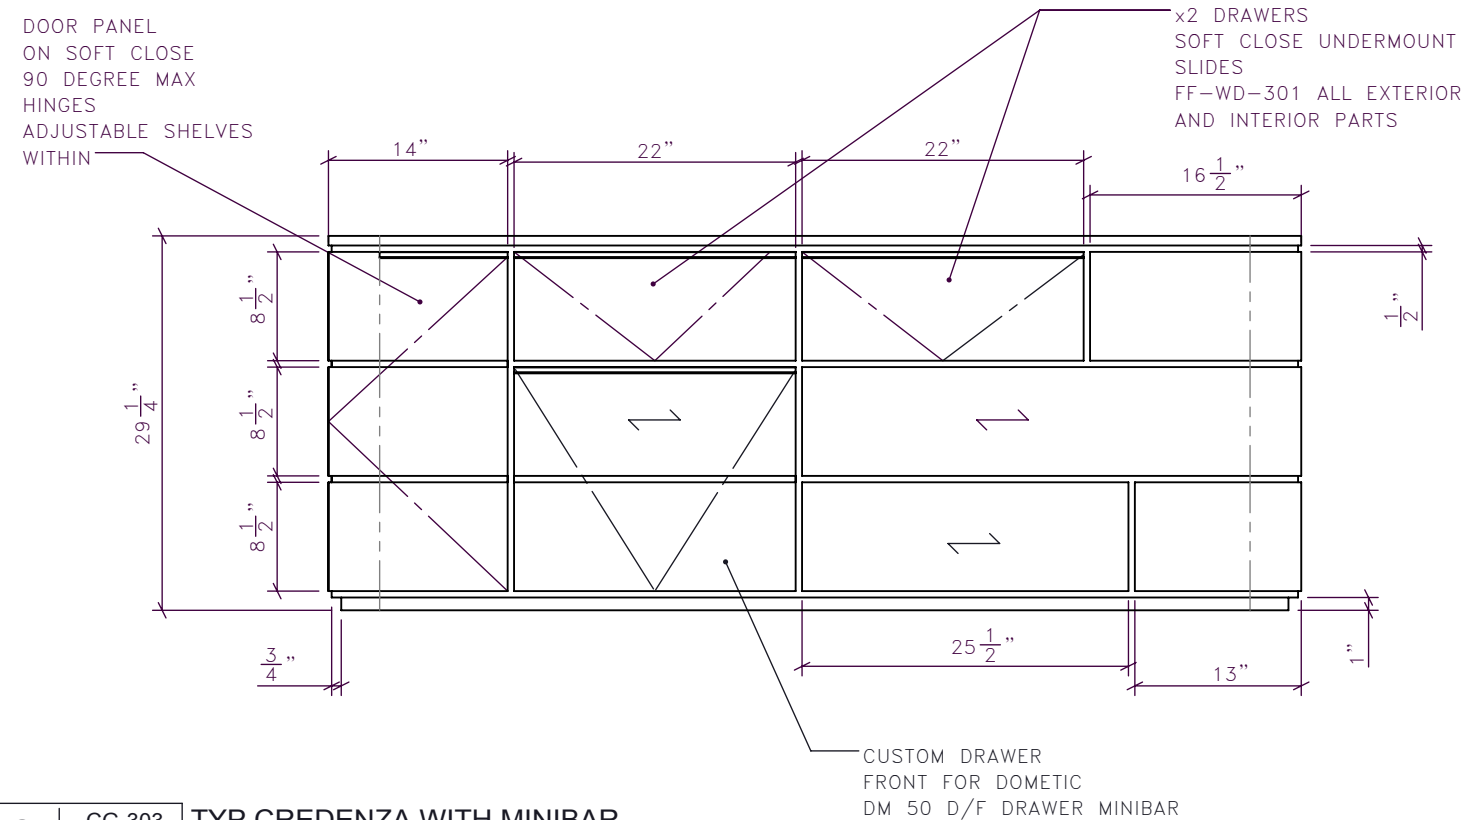 DOOR PANEL
ON SOFT CLOSE
90 DEGREE MAX
HINGES
ADJUSTABLE SHELVES
WITHIN
x2 DRAWERS
SOFT CLOSE UNDERMOUNT
SLIDES
FF-WD-301 ALL EXTERIOR
AND INTERIOR PARTS
14"
22"
22"
16 1/2"
29 1/4"
8 1/2"
8 1/2"
8 1/2"
1/2"
3/4"
25 1/2"
13"
1"
CUSTOM DRAWER
FRONT FOR DOMETIC
DM 50 D/F DRAWER MINIBAR
CG-303
TYP CREDENZA WITH MINIBAR